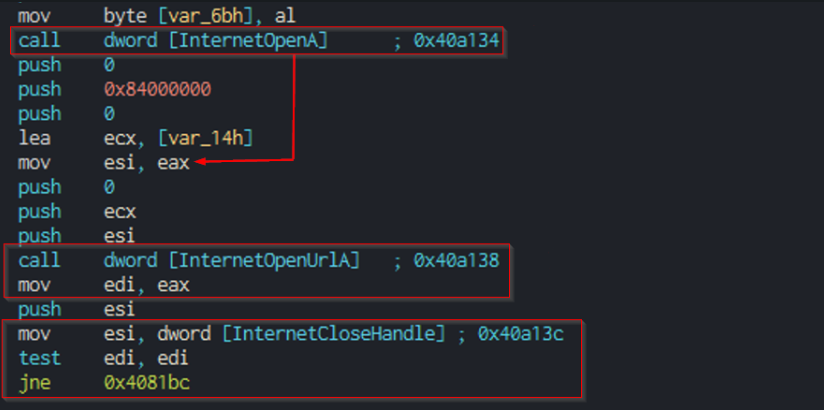 mov byte [var_6bh], al
call dword [InternetOpenA] ; 0x40a134
push 0
push 0x84000000
push 0
lea ecx, [var_14h]
mov esi, eax
push 0
push ecx
push esi
call dword [InternetOpenUrlA] ; 0x40a138
mov edi, eax
push esi
mov esi, dword [InternetCloseHandle] ; 0x40a13c
test edi, edi
jne 0x4081bc